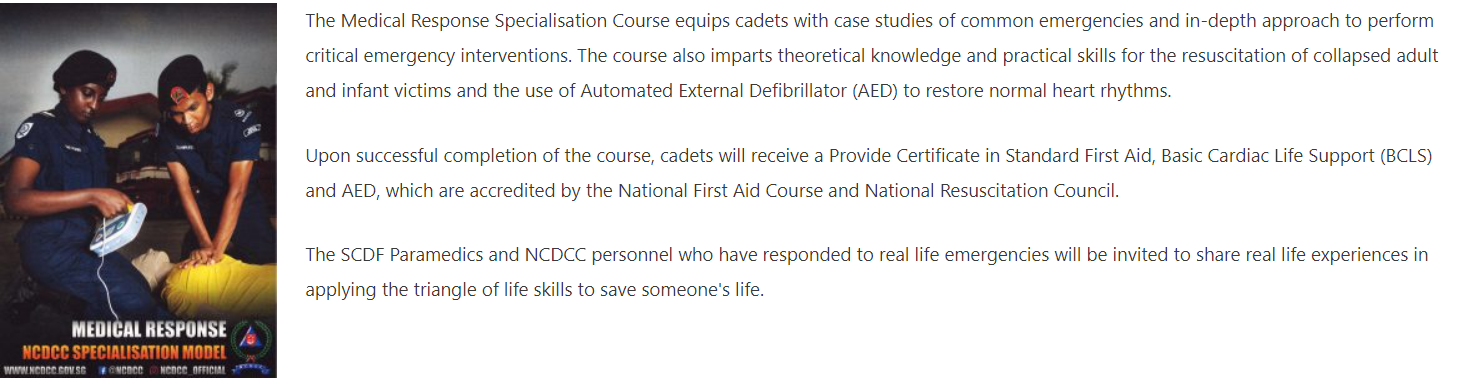 The Medical Response Specialisation Course equips cadets with case studies of common emergencies and in-depth approach to perform
critical emergency interventions. The course also imparts theoretical knowledge and practical skills for the resuscitation of collapsed adult
and infant victims and the use of Automated External Defibrillator (AED) to restore normal heart rhythms.
Upon successful completion of the course, cadets will receive a Provide Certificate in Standard First Aid, Basic Cardiac Life Support (BCLS)
and AED, which are accredited by the National First Aid Course and National Resuscitation Council.
The SCDF Paramedics and NCDCC personnel who have responded to real life emergencies will be invited to share real life experiences in
applying the triangle of life skills to save someone's life.
MEDICAL RESPONSE
NCDCC SPECIALISATION MODEL
WWW.NCDCC.GOV.SG @NCDCC NCDCC_OFFICIAL